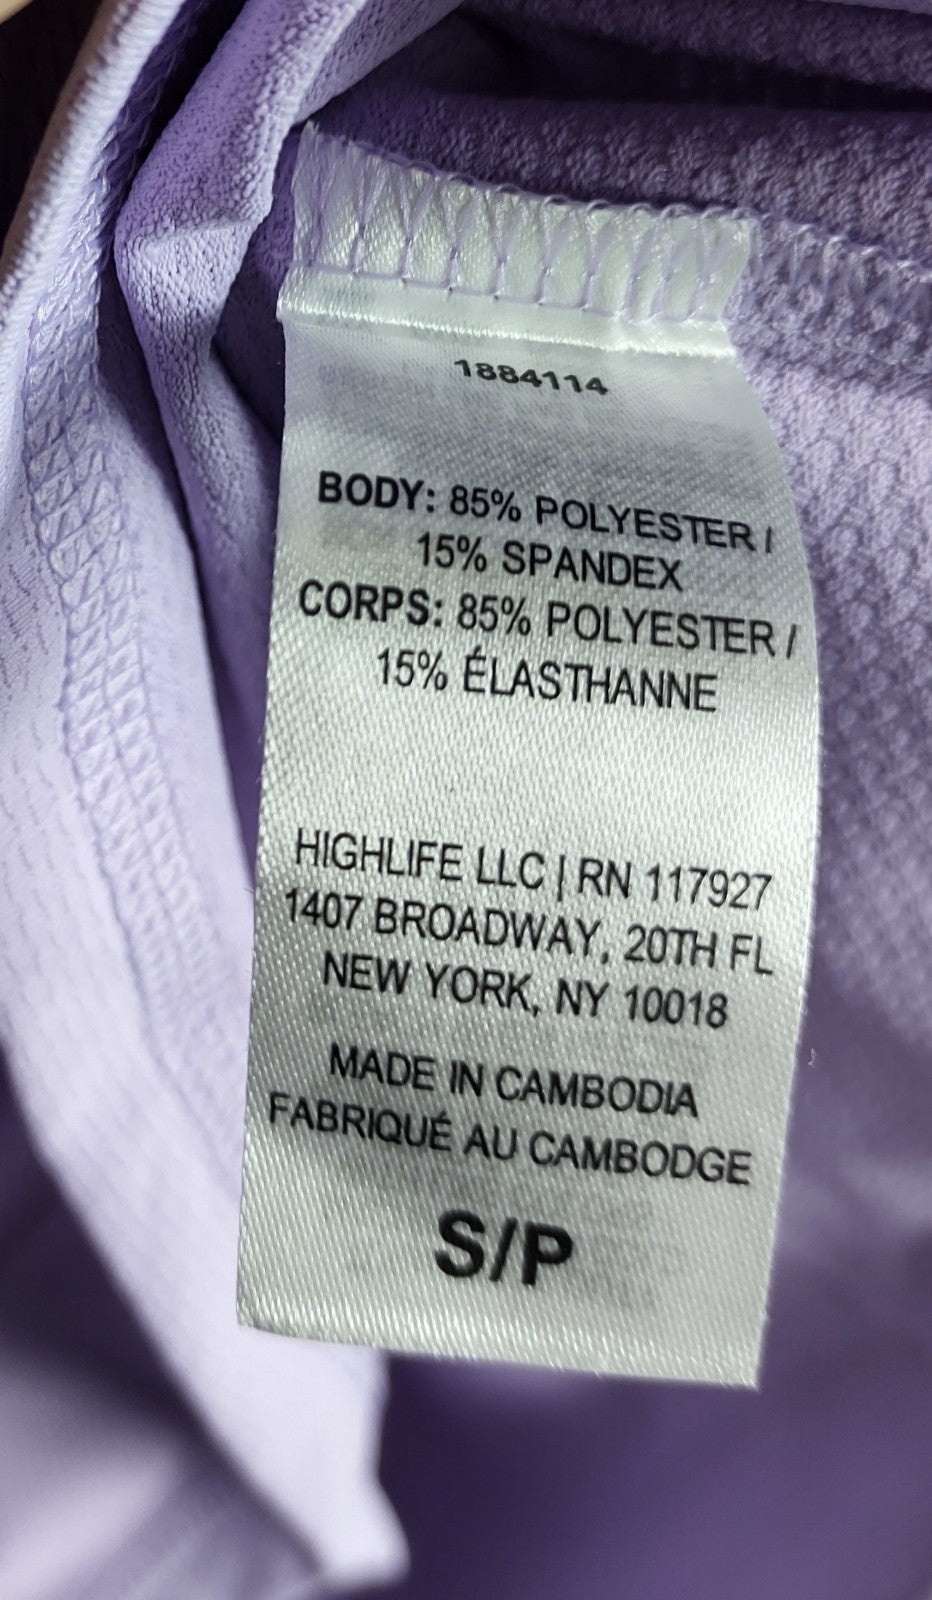 1884114
BODY: 85% POLYESTER /
15% SPANDEX
CORPS: 85% POLYESTER /
15% ÉLASTHANNE
HIGHLIFE LLC | RN 117927
1407 BROADWAY, 20TH FL
NEW YORK, NY 10018
MADE IN CAMBODIA
FABRIQUÉ AU CAMBODGE
S/P